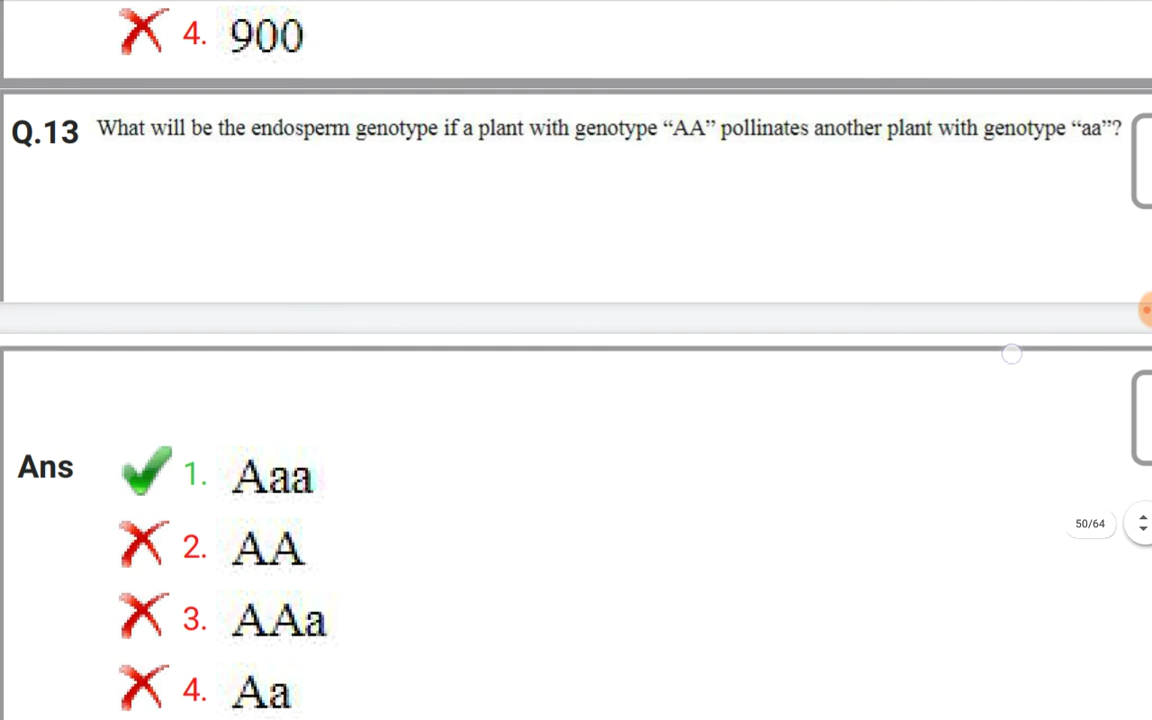 4. 900
Q.13 What will be the endosperm genotype if a plant with genotype “AA” pollinates another plant with genotype “aa”?
Ans 1. Aaa
50/64
2. AA
3. AAa
4. Aa